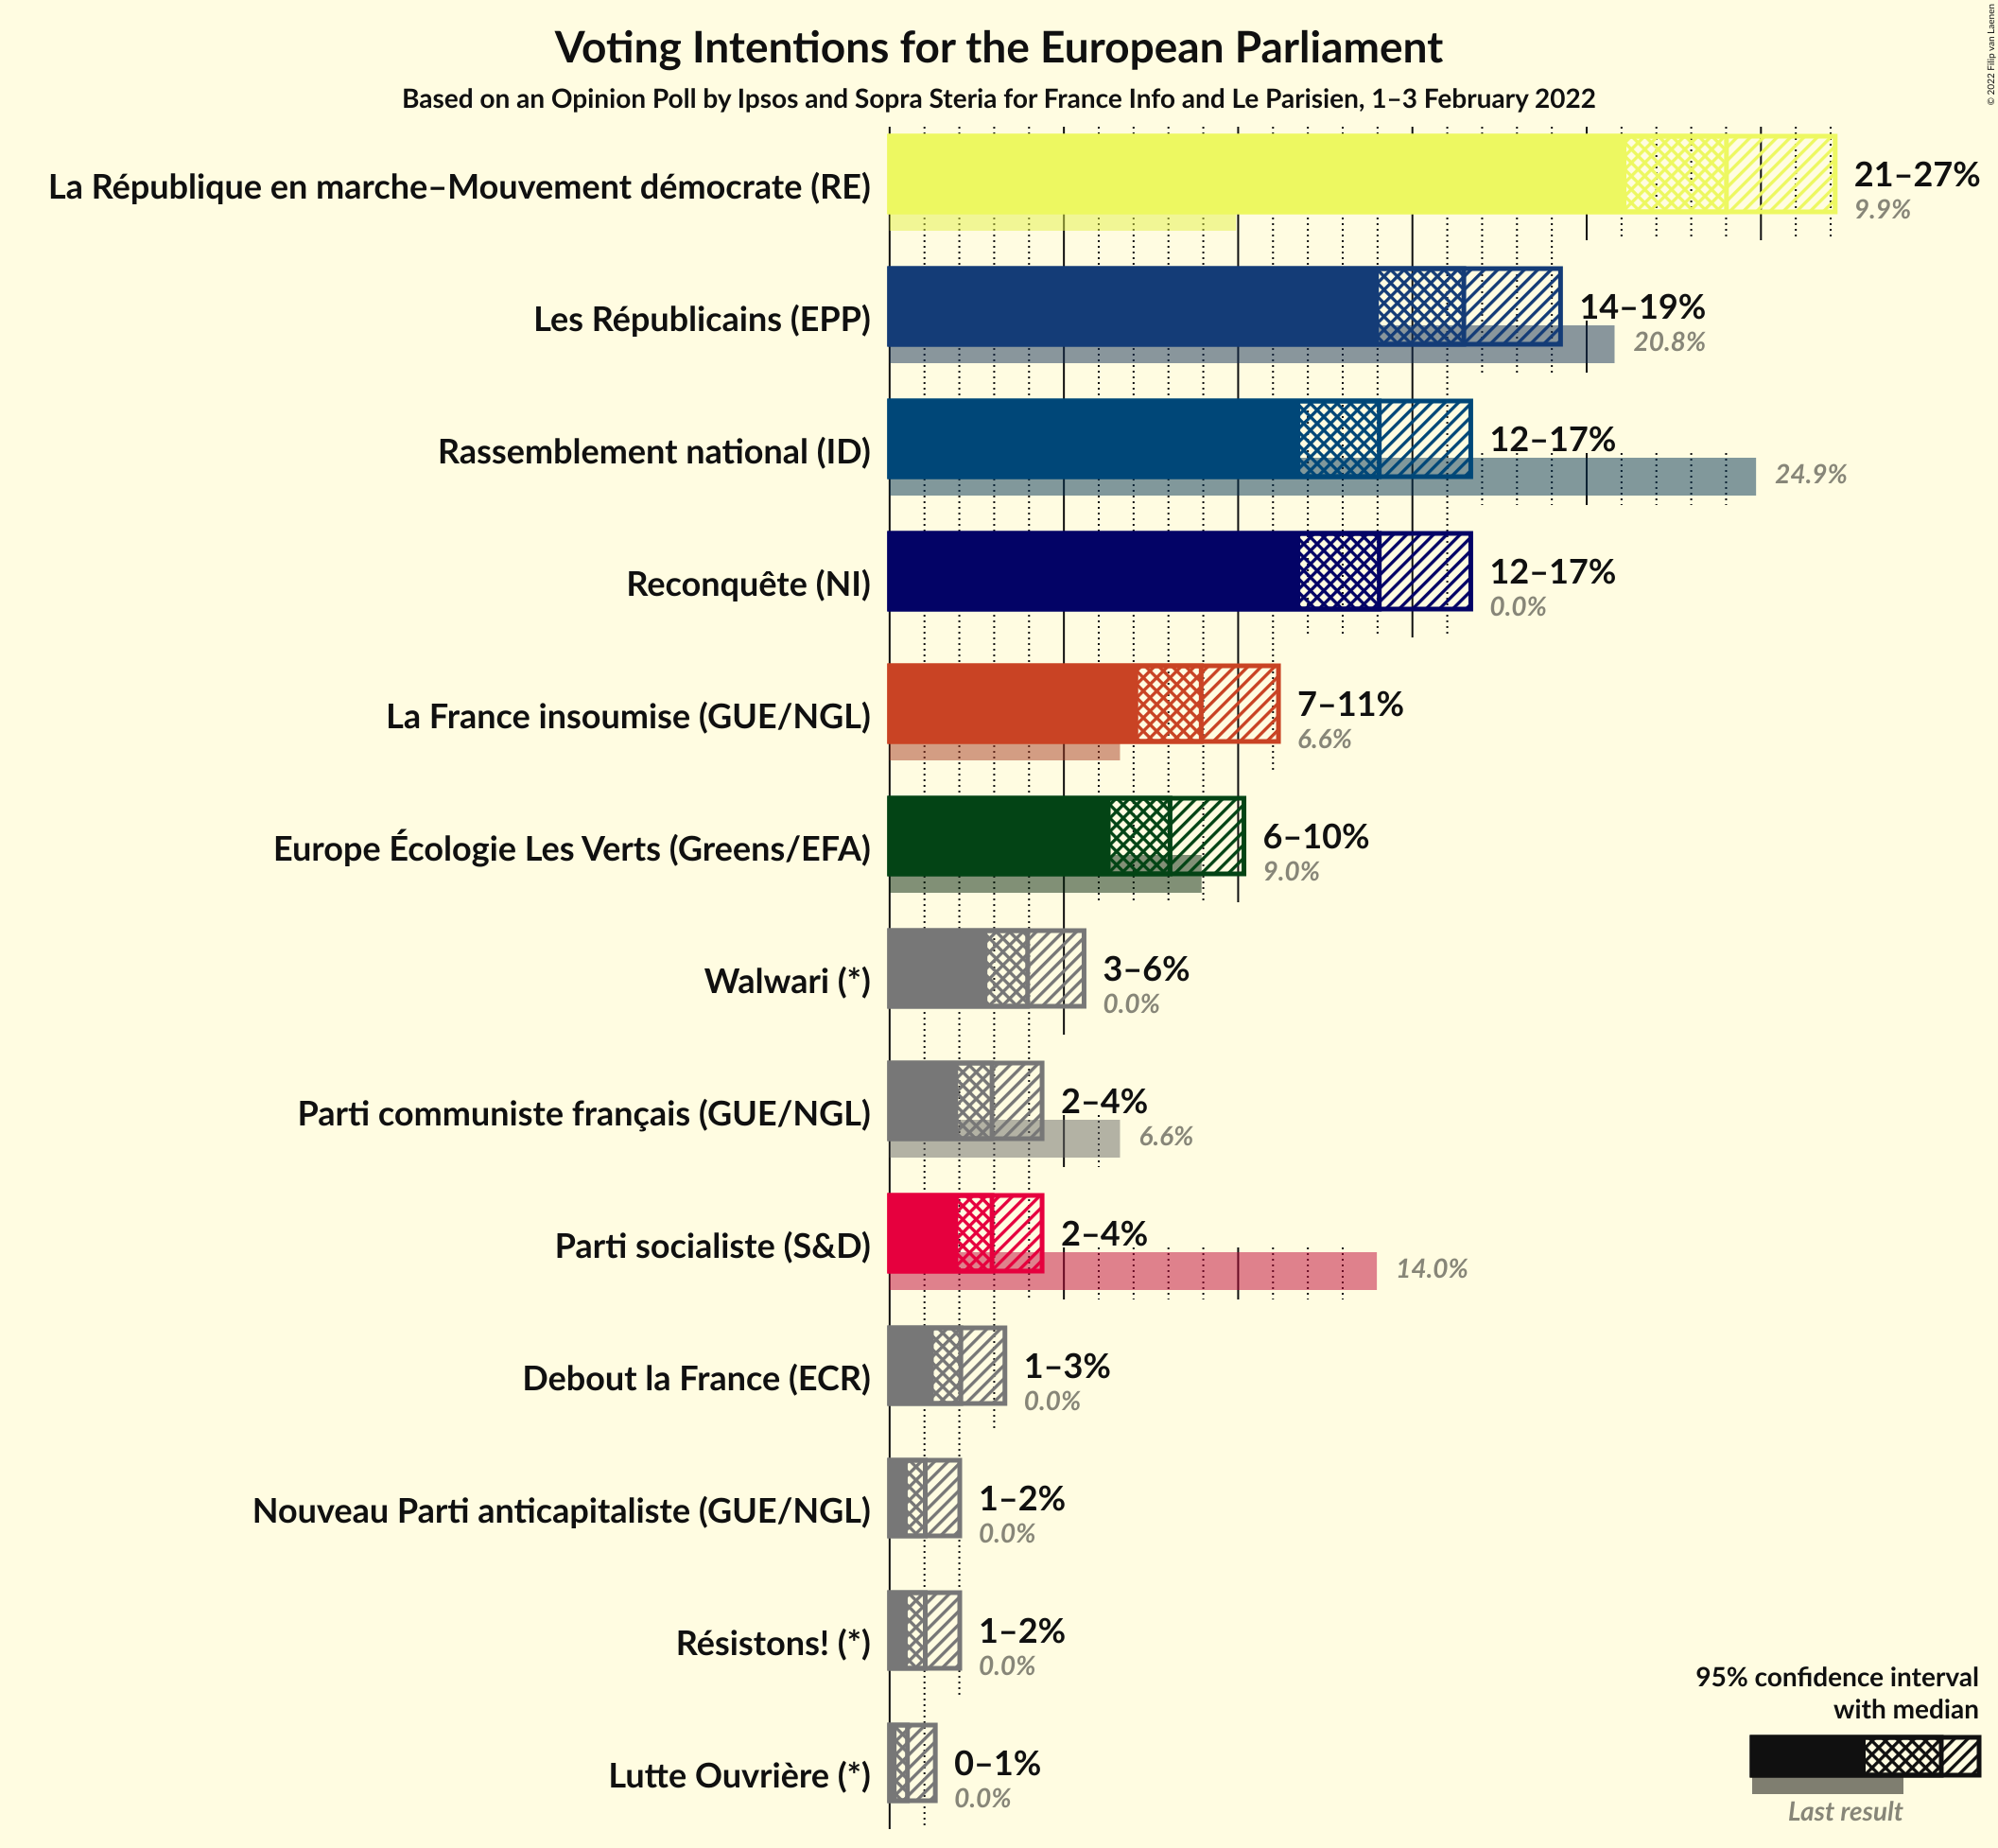 Voting Intentions for the European Parliament
Based on an Opinion Poll by Ipsos and Sopra Steria for France Info and Le Parisien, 1–3 February 2022
© 2022 Filip van Laenen
La République en marche–Mouvement démocrate (RE)
21–27%
9.9%
Les Républicains (EPP)
14–19%
20.8%
Rassemblement national (ID)
12–17%
24.9%
Reconquête (NI)
12–17%
0.0%
La France insoumise (GUE/NGL)
7–11%
6.6%
Europe Écologie Les Verts (Greens/EFA)
6–10%
9.0%
Walwari (*)
3–6%
0.0%
Parti communiste français (GUE/NGL)
2–4%
6.6%
Parti socialiste (S&D)
2–4%
14.0%
Debout la France (ECR)
1–3%
0.0%
Nouveau Parti anticapitaliste (GUE/NGL)
1–2%
0.0%
Résistons! (*)
1–2%
0.0%
Lutte Ouvrière (*)
0–1%
0.0%
95% confidence interval
with median
Last result